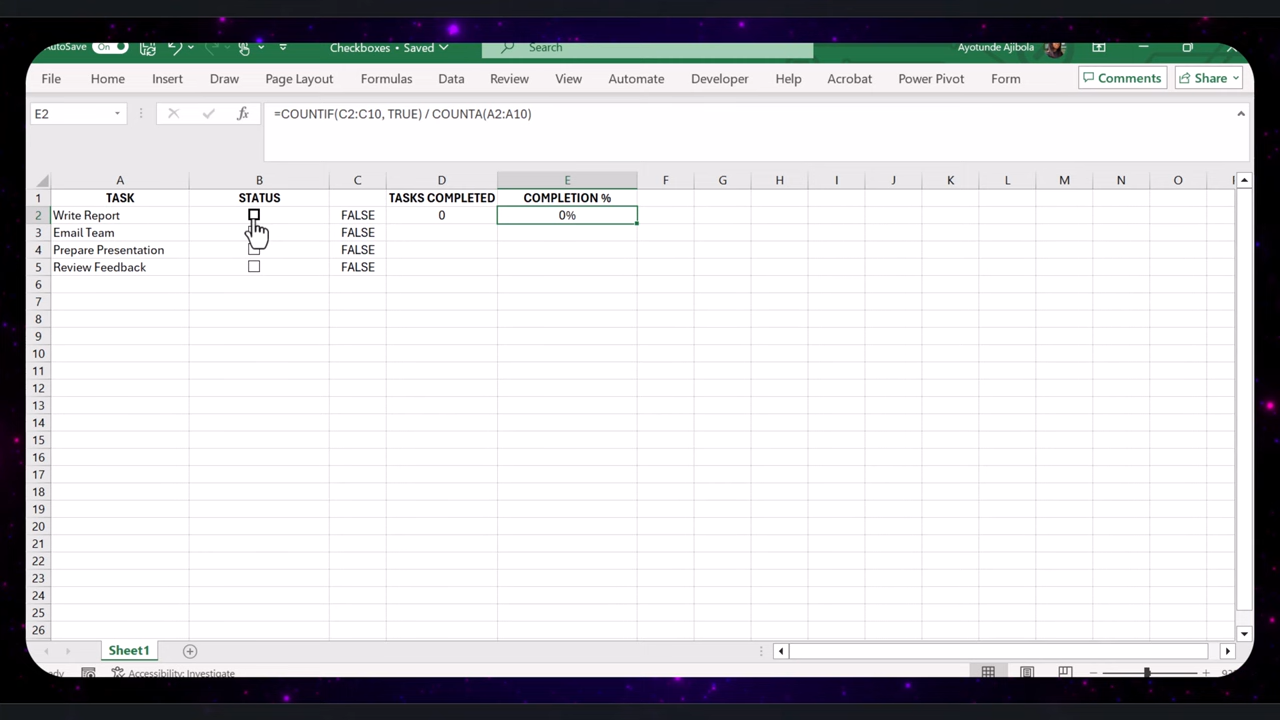 AutoSave On Checkboxes • Saved Search Ayotunde Ajibola
File Home Insert Draw Page Layout Formulas Data Review View Automate Developer Help Acrobat Power Pivot Form Comments Share
E2 fx =COUNTIF(C2:C10, TRUE) / COUNTA(A2:A10)
A B C D E F G H I J K L M N O
1 TASK STATUS TASKS COMPLETED COMPLETION %
2 Write Report FALSE 0 0%
3 Email Team FALSE
4 Prepare Presentation FALSE
5 Review Feedback FALSE
6
7
8
9
10
11
12
13
14
15
16
17
18
19
20
21
22
23
24
25
26
Sheet1
Accessibility: Investigate